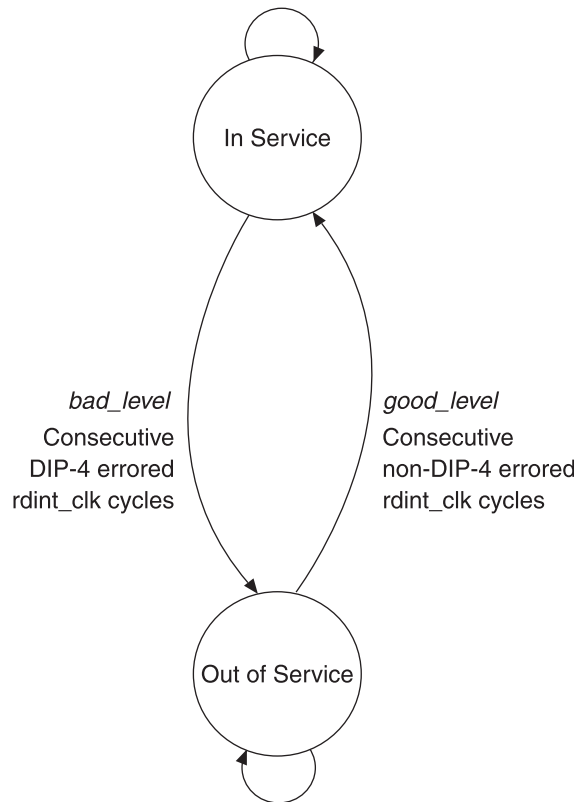 In Service
bad_level
Consecutive
DIP-4 errored
rdint_clk cycles
good_level
Consecutive
non-DIP-4 errored
rdint_clk cycles
Out of Service